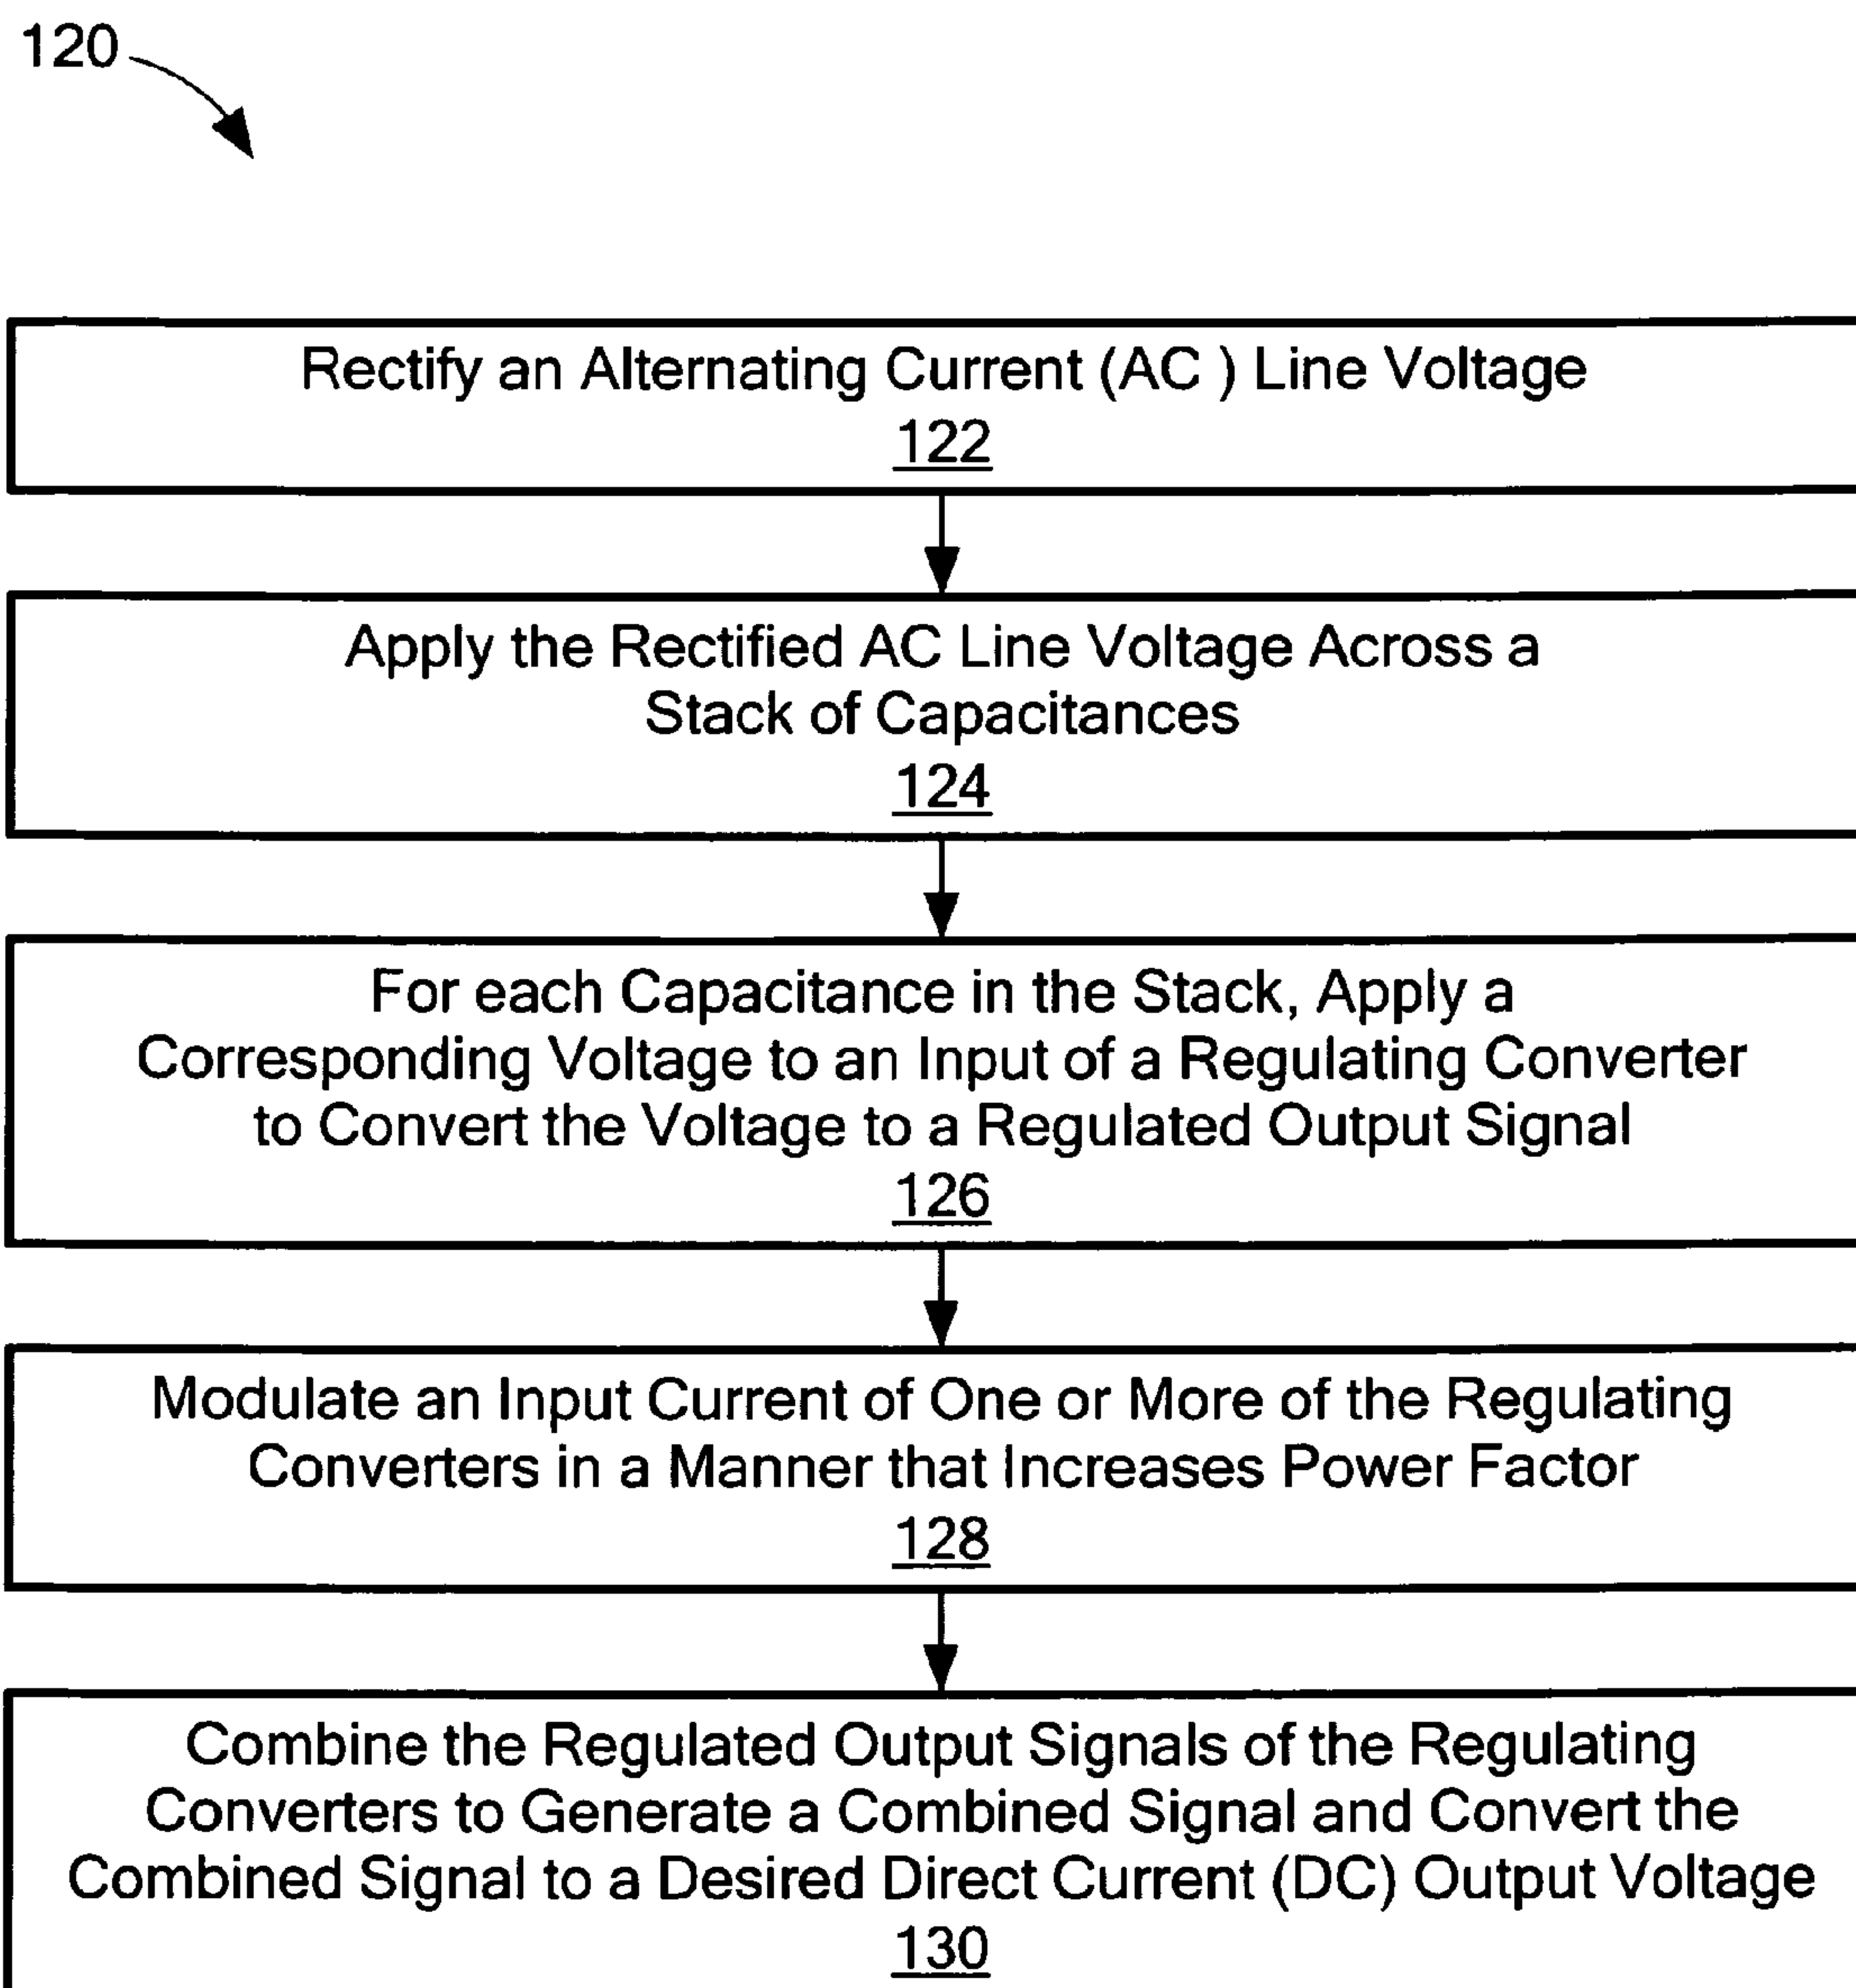 120
Rectify an Alternating Current (AC ) Line Voltage
122
Apply the Rectified AC Line Voltage Across a
Stack of Capacitances
124
For each Capacitance in the Stack, Apply a
Corresponding Voltage to an Input of a Regulating Converter
to Convert the Voltage to a Regulated Output Signal
126
Modulate an Input Current of One or More of the Regulating
Converters in a Manner that Increases Power Factor
128
Combine the Regulated Output Signals of the Regulating
Converters to Generate a Combined Signal and Convert the
Combined Signal to a Desired Direct Current (DC) Output Voltage
130